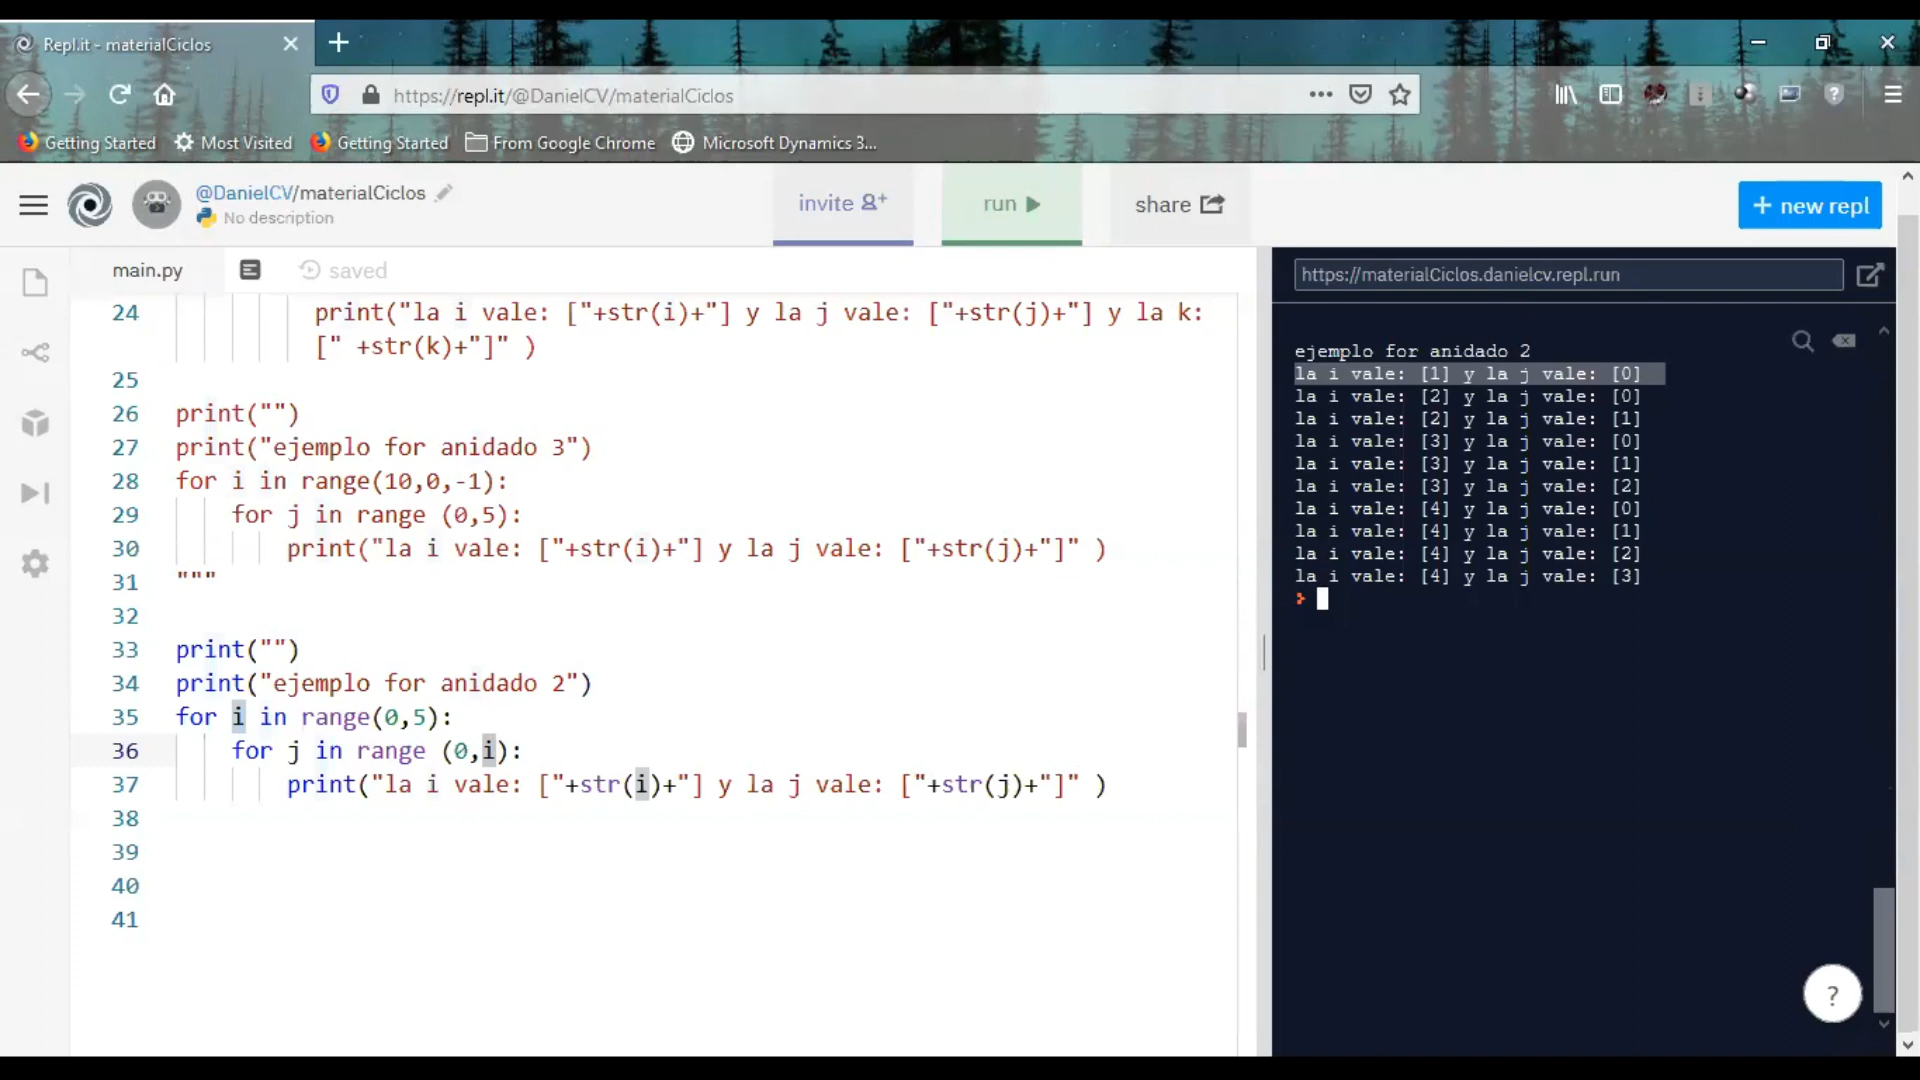 Repl.it - materialCiclos
https://repl.it/@DanielCV/materialCiclos
Getting Started Most Visited Getting Started From Google Chrome Microsoft Dynamics 3...
@DanielCV/materialCiclos
No description
invite
run
share
+ new repl
main.py
saved
https://materialCiclos.danielcv.repl.run
24 print("la i vale: ["+str(i)+"] y la j vale: ["+str(j)+"] y la k:
[" +str(k)+"]" )
25
26 print("")
27 print("ejemplo for anidado 3")
28 for i in range(10,0,-1):
29 for j in range (0,5):
30 print("la i vale: ["+str(i)+"] y la j vale: ["+str(j)+"]" )
31 """
32
33 print("")
34 print("ejemplo for anidado 2")
35 for i in range(0,5):
36 for j in range (0,i):
37 print("la i vale: ["+str(i)+"] y la j vale: ["+str(j)+"]" )
38
39
40
41
ejemplo for anidado 2
la i vale: [1] y la j vale: [0]
la i vale: [2] y la j vale: [0]
la i vale: [2] y la j vale: [1]
la i vale: [3] y la j vale: [0]
la i vale: [3] y la j vale: [1]
la i vale: [3] y la j vale: [2]
la i vale: [4] y la j vale: [0]
la i vale: [4] y la j vale: [1]
la i vale: [4] y la j vale: [2]
la i vale: [4] y la j vale: [3]
?